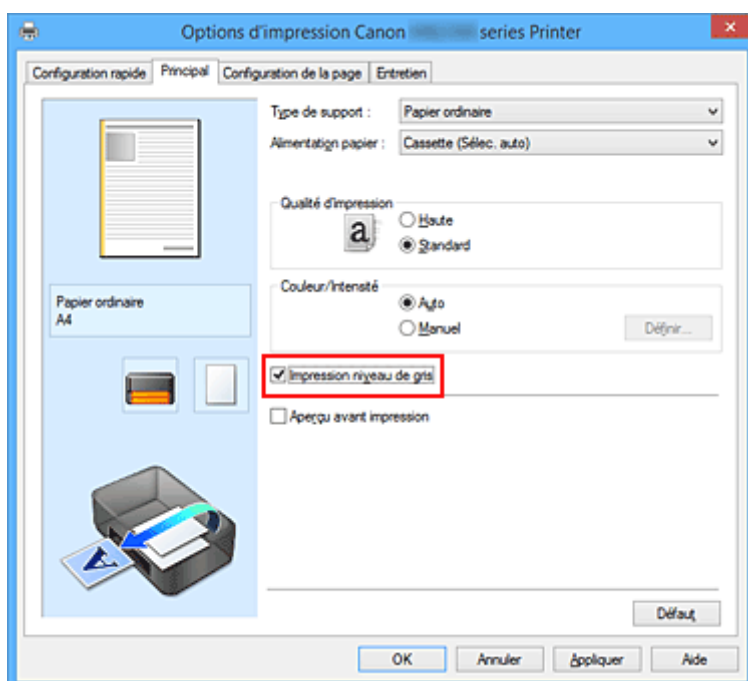 Options d'impression Canon series Printer
Configuration rapide Principal Configuration de la page Entretien
Type de support : Papier ordinaire
Alimentation papier : Cassette (Sélec. auto)
Qualité d'impression
a
Haute
Standard
Couleur/Intensité
Auto
Manuel Définir...
Papier ordinaire
A4
Impression niveau de gris
Aperçu avant impression
A
Défaut
OK Annuler Appliquer Aide